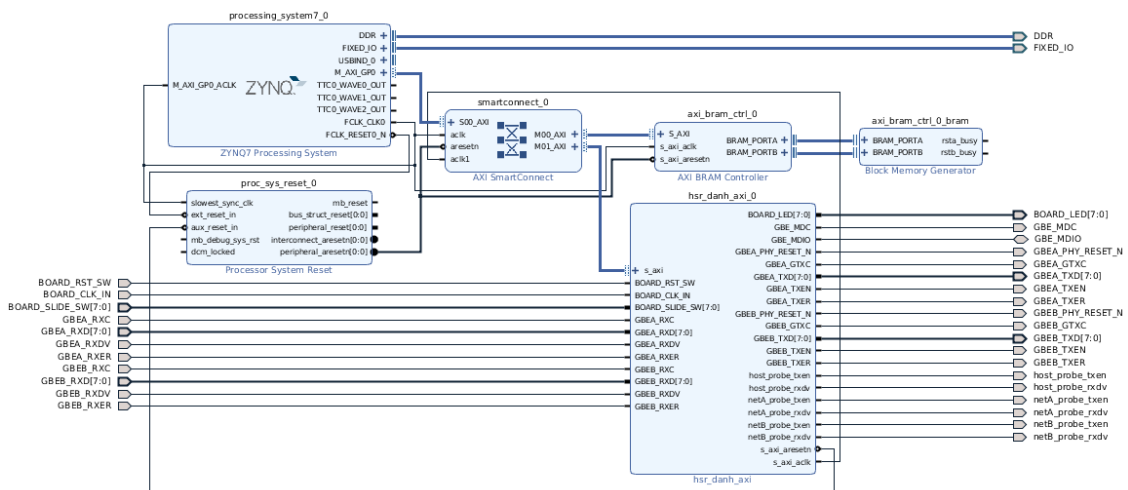 processing_system7_0
DDR
FIXED_IO
USBIND_0
M_AXI_GP0
M_AXI_GP0_ACLK
ZYNQ
TTC0_WAVE0_OUT
TTC0_WAVE1_OUT
TTC0_WAVE2_OUT
FCLK_CLK0
FCLK_RESET0_N
ZYNQ7 Processing System
DDR
FIXED_IO
smartconnect_0
S00_AXI
aclk
aresetn
aclk1
M00_AXI
M01_AXI
AXI SmartConnect
axi_bram_ctrl_0
S_AXI
s_axi_aclk
s_axi_aresetn
BRAM_PORTA
BRAM_PORTB
AXI BRAM Controller
axi_bram_ctrl_0_bram
BRAM_PORTA
BRAM_PORTB
rsta_busy
rstb_busy
Block Memory Generator
proc_sys_reset_0
slowest_sync_clk
ext_reset_in
aux_reset_in
mb_debug_sys_rst
dcm_locked
mb_reset
bus_struct_reset[0:0]
peripheral_reset[0:0]
interconnect_aresetn[0:0]
peripheral_aresetn[0:0]
Processor System Reset
BOARD_RST_SW
BOARD_CLK_IN
BOARD_SLIDE_SW[7:0]
GBEA_RXC
GBEA_RXD[7:0]
GBEA_RXDV
GBEA_RXER
GBEB_RXC
GBEB_RXD[7:0]
GBEB_RXDV
GBEB_RXER
hsr_danh_axi_0
s_axi
BOARD_RST_SW
BOARD_CLK_IN
BOARD_SLIDE_SW[7:0]
GBEA_RXC
GBEA_RXD[7:0]
GBEA_RXDV
GBEA_RXER
GBEB_RXC
GBEB_RXD[7:0]
GBEB_RXDV
GBEB_RXER
BOARD_LED[7:0]
GBE_MDC
GBE_MDIO
GBEA_PHY_RESET_N
GBEA_GTXC
GBEA_TXD[7:0]
GBEA_TXEN
GBEA_TXER
GBEB_PHY_RESET_N
GBEB_GTXC
GBEB_TXD[7:0]
GBEB_TXEN
GBEB_TXER
host_probe_txen
host_probe_rxdv
netA_probe_txen
netA_probe_rxdv
netB_probe_txen
netB_probe_rxdv
s_axi_aresetn
s_axi_aclk
hsr_danh_axi
BOARD_LED[7:0]
GBE_MDC
GBE_MDIO
GBEA_PHY_RESET_N
GBEA_GTXC
GBEA_TXD[7:0]
GBEA_TXEN
GBEA_TXER
GBEB_PHY_RESET_N
GBEB_GTXC
GBEB_TXD[7:0]
GBEB_TXEN
GBEB_TXER
host_probe_txen
host_probe_rxdv
netA_probe_txen
netA_probe_rxdv
netB_probe_txen
netB_probe_rxdv